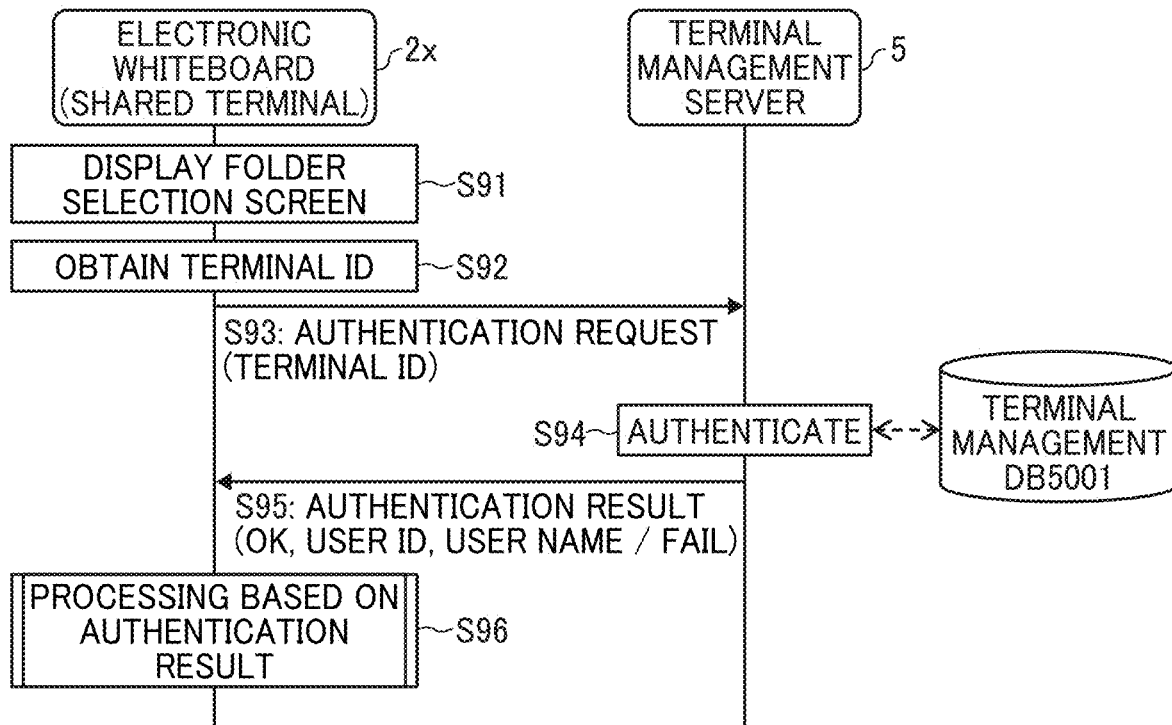 ELECTRONIC
WHITEBOARD
(SHARED TERMINAL)
2x
TERMINAL
MANAGEMENT
SERVER
5
DISPLAY FOLDER
SELECTION SCREEN
S91
OBTAIN TERMINAL ID
S92
S93: AUTHENTICATION REQUEST
(TERMINAL ID)
S94
AUTHENTICATE
TERMINAL
MANAGEMENT
DB5001
S95: AUTHENTICATION RESULT
(OK, USER ID, USER NAME / FAIL)
PROCESSING BASED ON
AUTHENTICATION
RESULT
S96